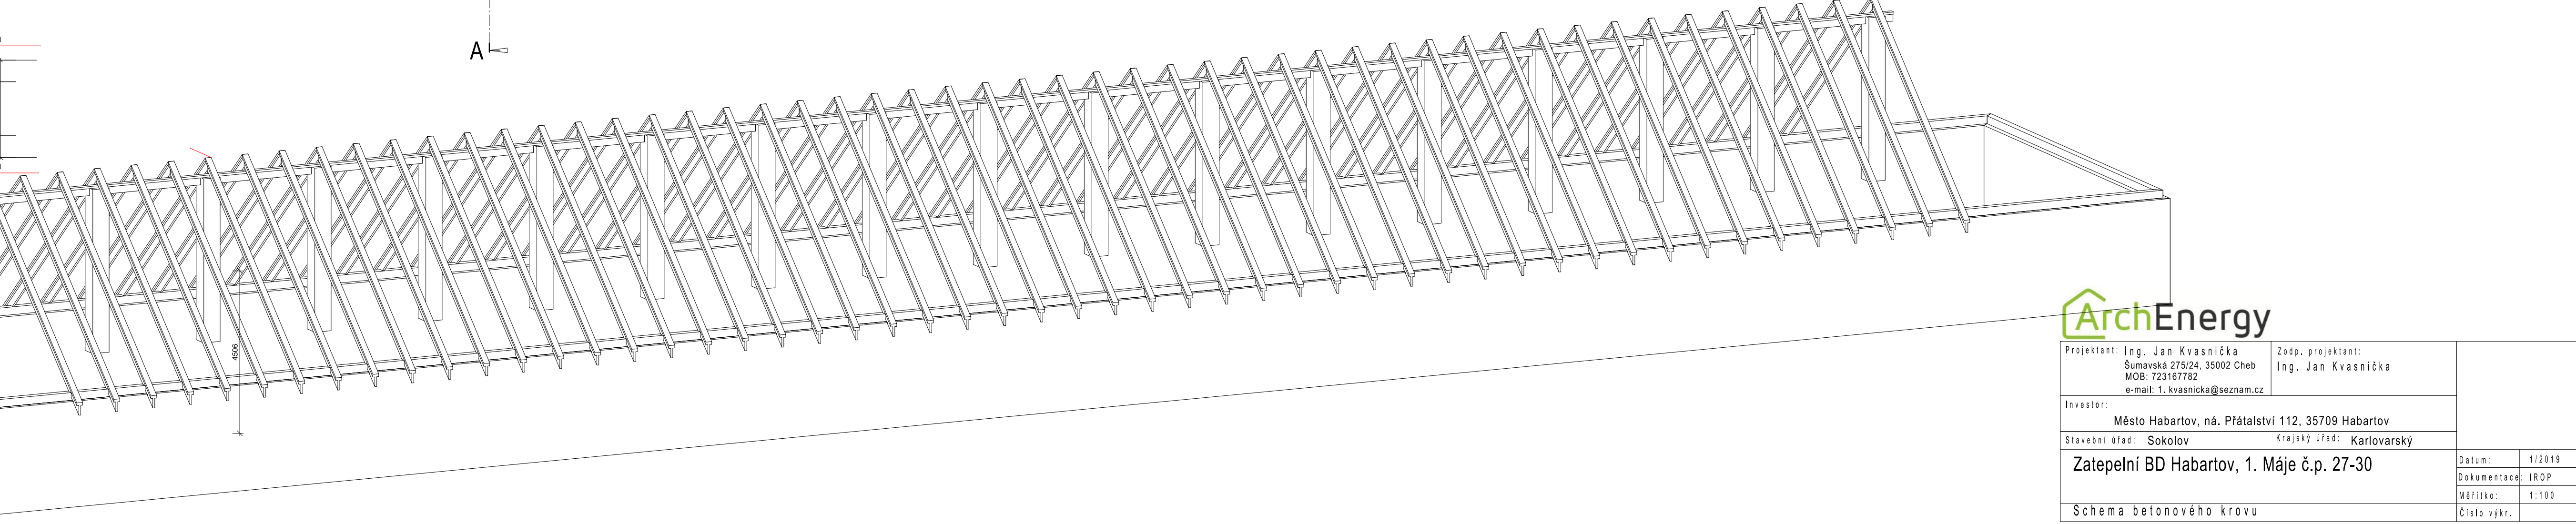 A
4506
ArchEnergy
Projektant: Ing. Jan Kvasnička
Šumavská 275/24, 35002 Cheb
MOB: 723167782
e-mail: 1. kvasnicka@seznam.cz
Zodp. projektant:
Ing. Jan Kvasnička
Investor:
Město Habartov, ná. Přátalství 112, 35709 Habartov
Stavební úřad: Sokolov Krajský úřad: Karlovarský
Zatepelní BD Habartov, 1. Máje č.p. 27-30
Schema betonového krovu
Datum: 1/2019
Dokumentace: IROP
Měřítko: 1:100
Číslo výkr.